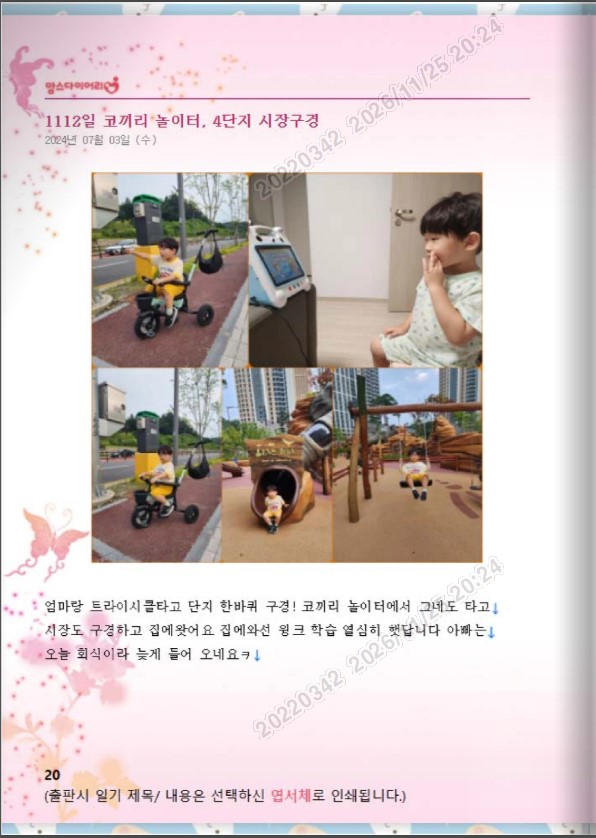 맘스다이어리
1112일 코끼리 놀이터, 4단지 시장구경
2024년 07월 03일 (수)
20220342 2026/11/25 20:24
엄마랑 트라이시클타고 단지 한바퀴 구경! 코끼리 놀이터에서 그네도 타고↓
시장도 구경하고 집에왓어요 집에와선 윙크 학습 열심히 햇답니다 아빠는↓
오늘 회식이라 늦게 들어 오네요ㅋ↓
20220342 2026/11/25 20:24
20
(출판시 일기 제목/ 내용은 선택하신 엽서체로 인쇄됩니다.)